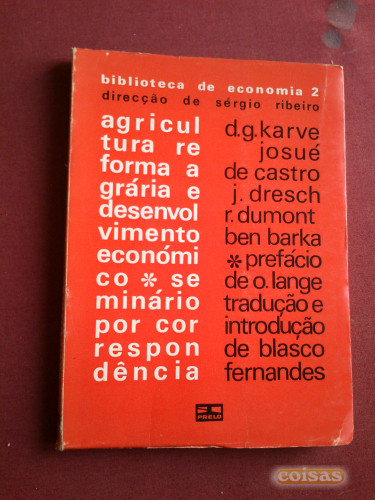 biblioteca de economia 2
direcção de sérgio ribeiro
agricul
tura re
forma a
grária e
desenvol
vimento
económi
co * se
minário
por cor
respon
dência
d.g.karve
josué
de castro
j. dresch
r. dumont
ben barka
* prefácio
de o. lange
tradução e
introdução
de blasco
fernandes
PRELO
coisas